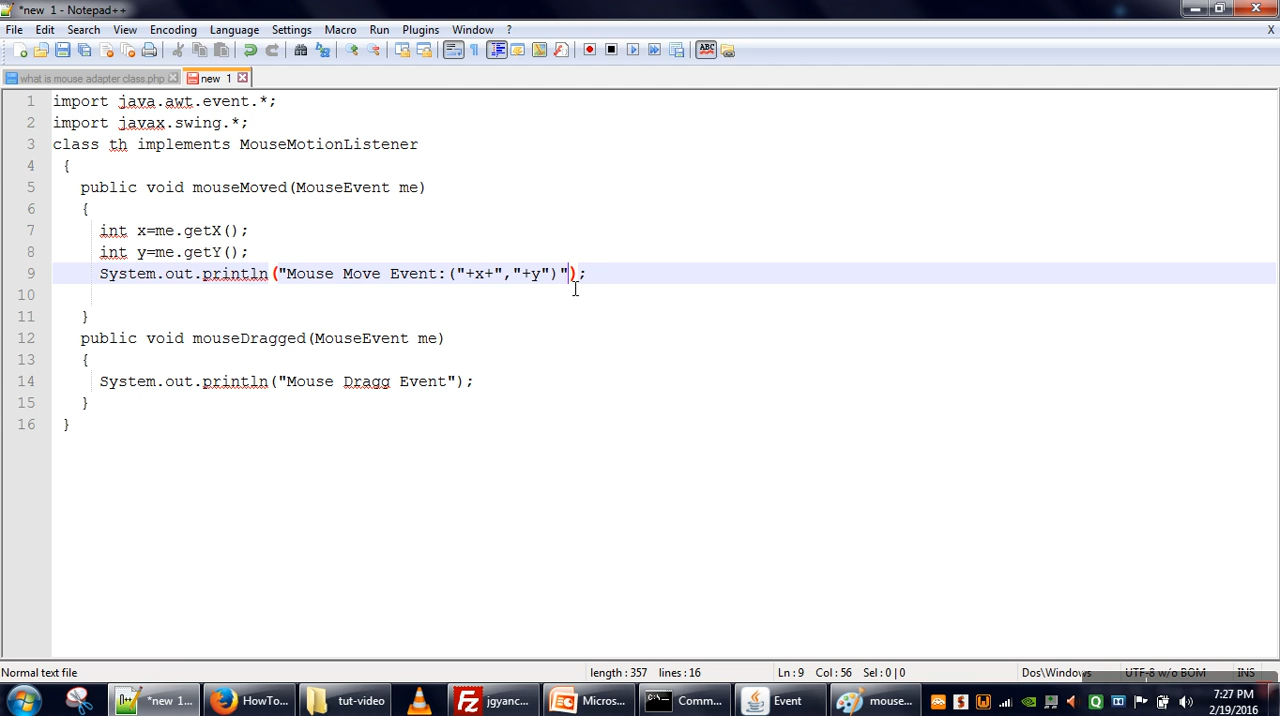 *new 1 - Notepad++
File Edit Search View Encoding Language Settings Macro Run Plugins Window ? X
what is mouse adapter class.php new 1
1 import java.awt.event.*;
2 import javax.swing.*;
3 class th implements MouseMotionListener
4 {
5 public void mouseMoved(MouseEvent me)
6 {
7 int x=me.getX();
8 int y=me.getY();
9 System.out.println("Mouse Move Event:("+x+","+y")");
10
11 }
12 public void mouseDragged(MouseEvent me)
13 {
14 System.out.println("Mouse Dragg Event");
15 }
16 }
Normal text file length : 357 lines : 16 Ln : 9 Col : 56 Sel : 0 | 0 Dos\Windows UTF-8 w/o BOM INS
*new 1... HowTo... tut-video jgyanc... Micros... Comm... Event mouse... 7:27 PM
2/19/2016